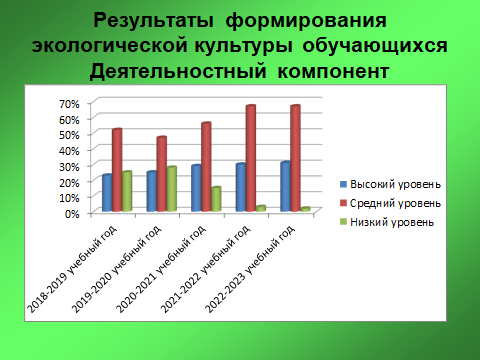 Результаты формирования
экологической культуры обучающихся
Деятельностный компонент
70%
60%
50%
40%
30%
20%
10%
0%
Высокий уровень
Средний уровень
Низкий уровень
2018-2019 учебный год
2019-2020 учебный год
2020-2021 учебный год
2021-2022 учебный год
2022-2023 учебный год